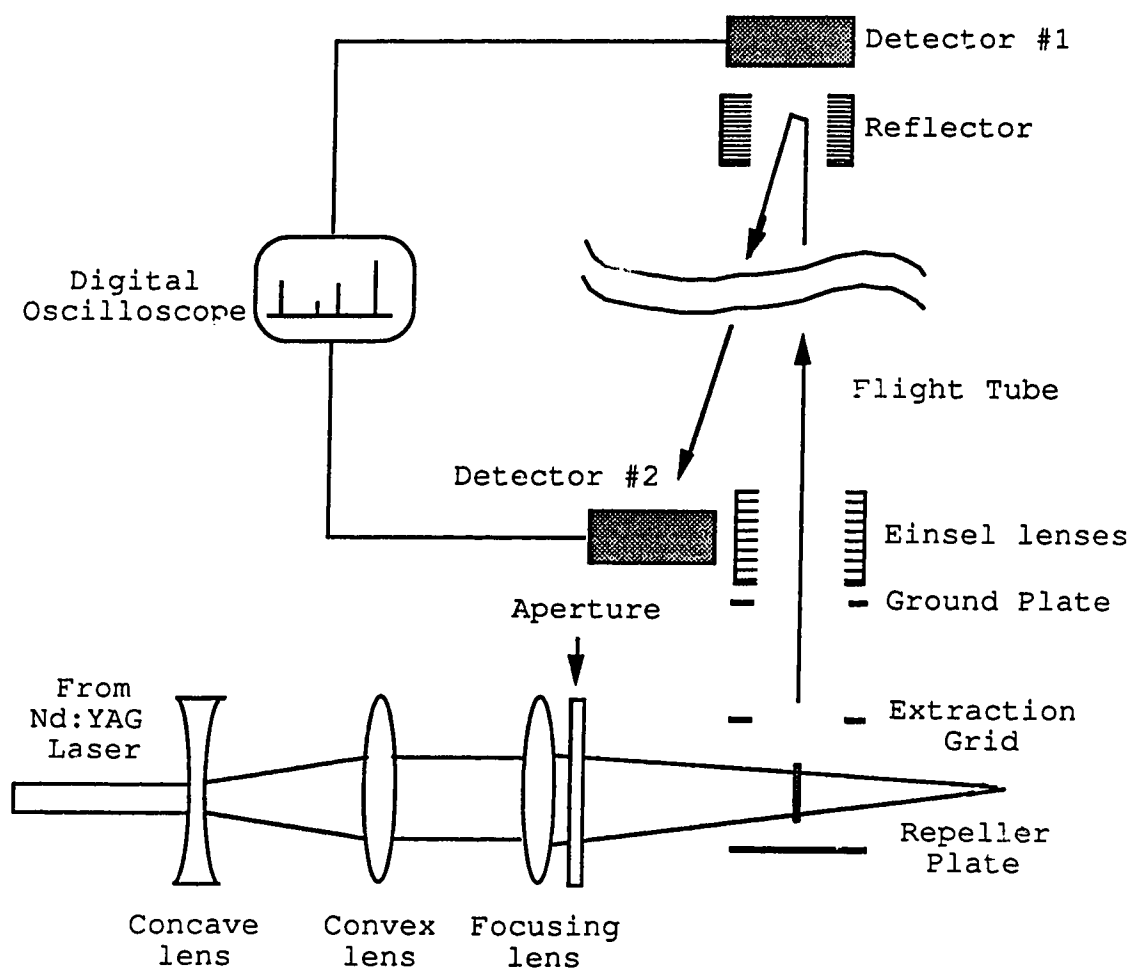 Detector #1
Reflector
Digital
Oscilloscope
Flight Tube
Detector #2
Einsel lenses
Ground Plate
Aperture
From
Nd:YAG
Laser
Extraction
Grid
Repeller
Plate
Concave
lens
Convex
lens
Focusing
lens